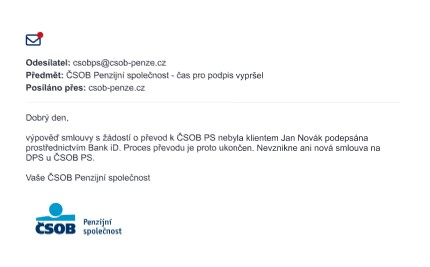 Odesílatel: csobps@csob-penze.cz
Předmět: ČSOB Penzijní společnost - čas pro podpis vypršel
Posíláno přes: csob-penze.cz
Dobrý den,
výpověď smlouvy s žádostí o převod k ČSOB PS nebyla klientem Jan Novák podepsána
prostřednictvím Bank iD. Proces převodu je proto ukončen. Nevznikne ani nová smlouva na
DPS u ČSOB PS.
Vaše ČSOB Penzijní společnost
ČSOB Penzijní
společnost